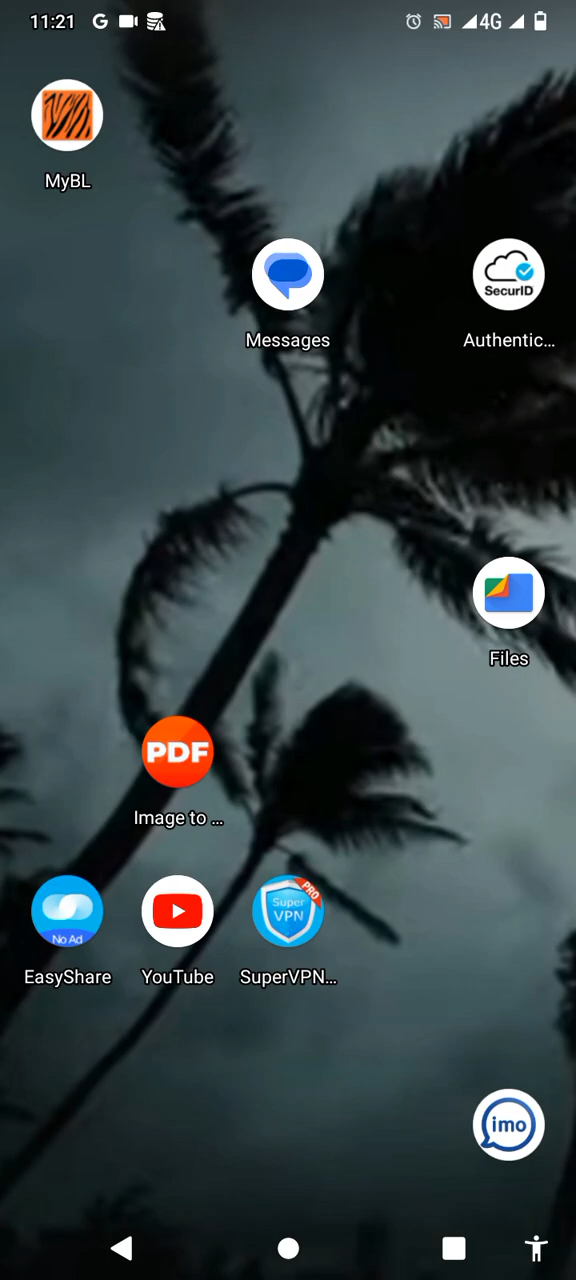 11:21 G 4G
MyBL
SecurID
Messages
Authentic...
Files
PDF
Image to ...
PRO
Super
VPN
No Ad
EasyShare
YouTube
SuperVPN...
imo